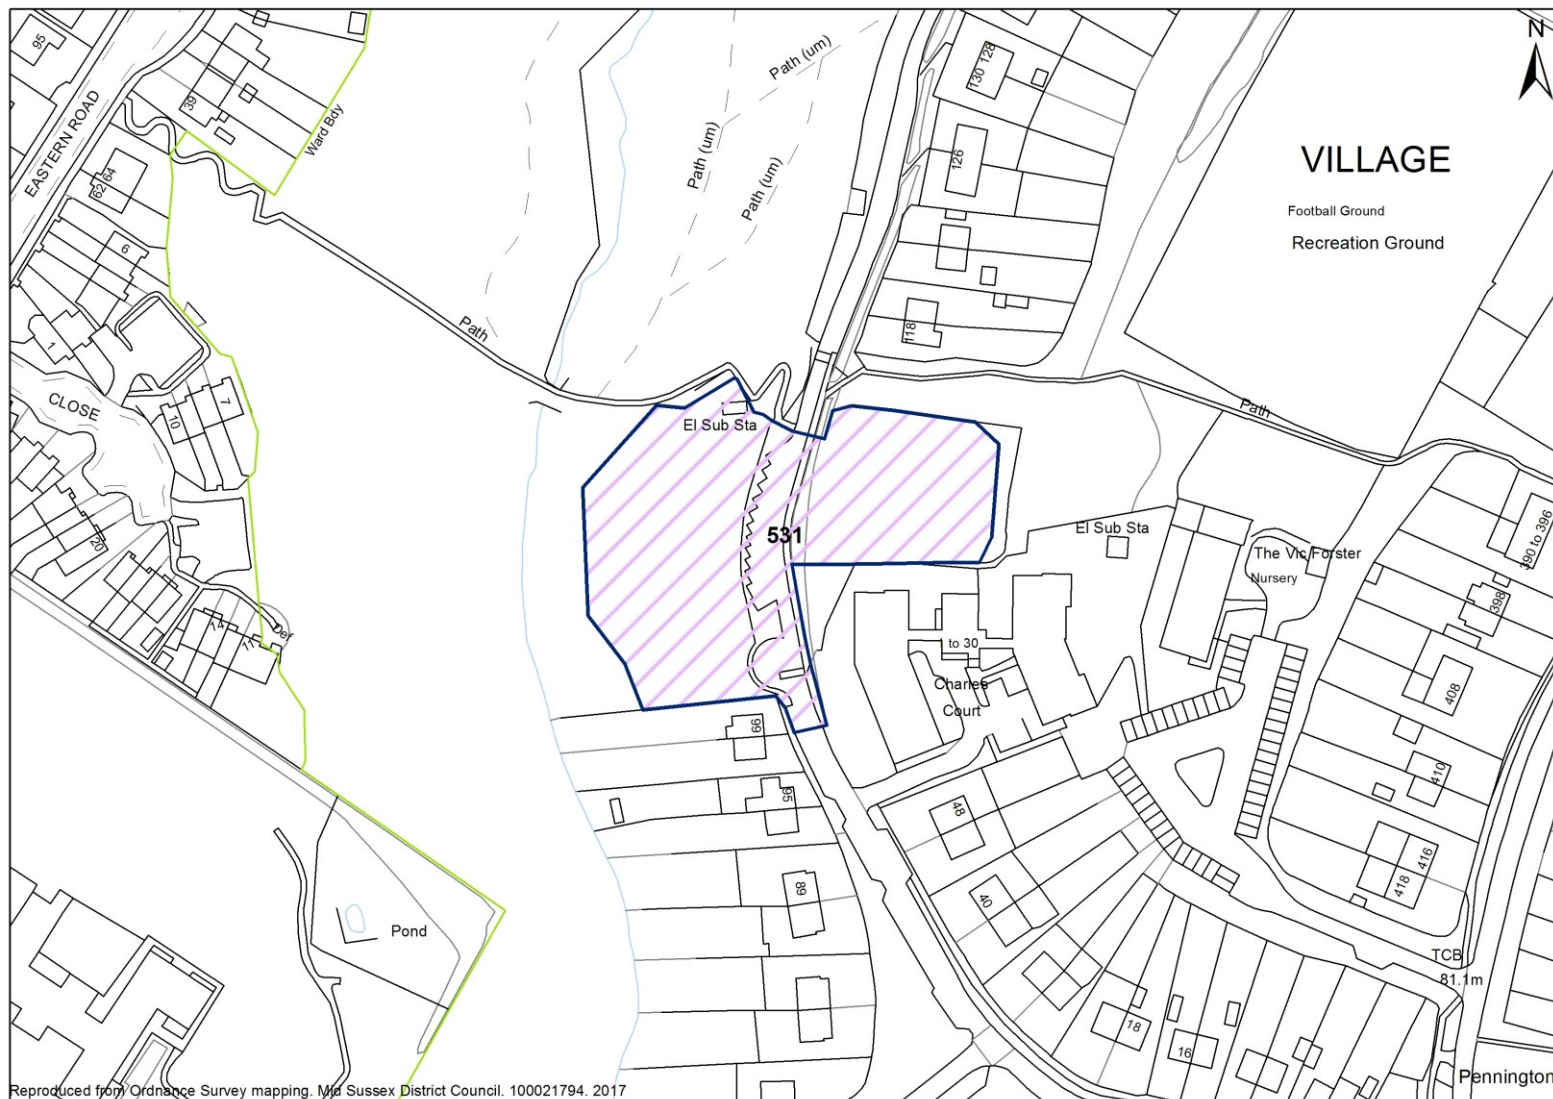 95
EASTERN ROAD
39
Ward Bdy
62 64
6
1
CLOSE
10
7
20
14
11
Def
Path
Path (um)
Path (um)
Path (um)
130 128
126
118
N
VILLAGE
Football Ground
Recreation Ground
Path
El Sub Sta
531
El Sub Sta
The Vic Forster
Nursery
390 to 396
398
408
410
416
418
1 to 30
Charles
Court
99
95
89
48
40
18
16
TCB
81.1m
Pond
Pennington
Reproduced from Ordnance Survey mapping. Mid Sussex District Council. 100021794. 2017